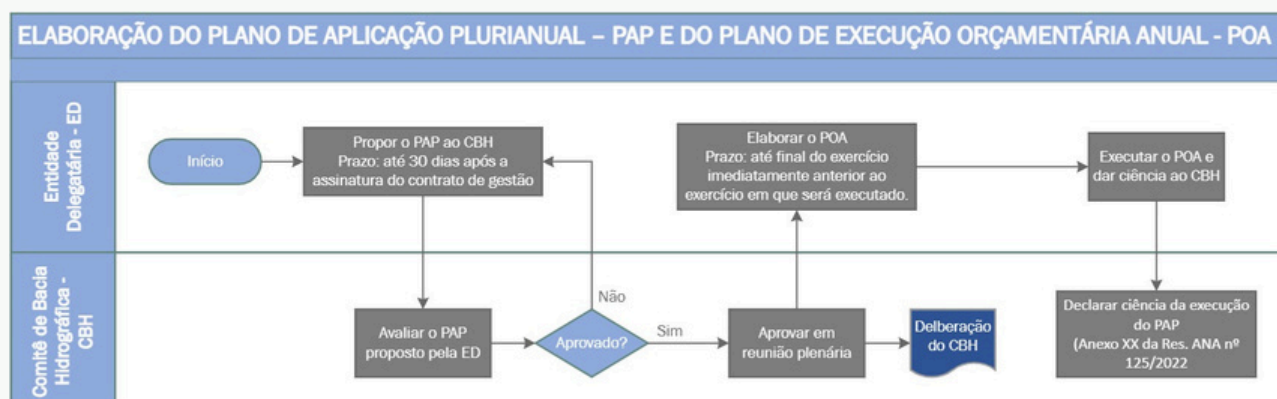 ELABORAÇÃO DO PLANO DE APLICAÇÃO PLURIANUAL – PAP E DO PLANO DE EXECUÇÃO ORÇAMENTÁRIA ANUAL - POA
Entidade
Delegatária - ED
Início
Propor o PAP ao CBH
Prazo: até 30 dias após a
assinatura do contrato de gestão
Elaborar o POA
Prazo: até final do exercício
imediatamente anterior ao
exercício em que será executado.
Executar o POA e
dar ciência ao CBH
Comitê de Bacia
Hidrográfica -
CBH
Avaliar o PAP
proposto pela ED
Aprovado?
Não
Sim
Aprovar em
reunião plenária
Delberação
do CBH
Declarar ciência da execução
do PAP
(Anexo XX da Res. ANA nº
125/2022